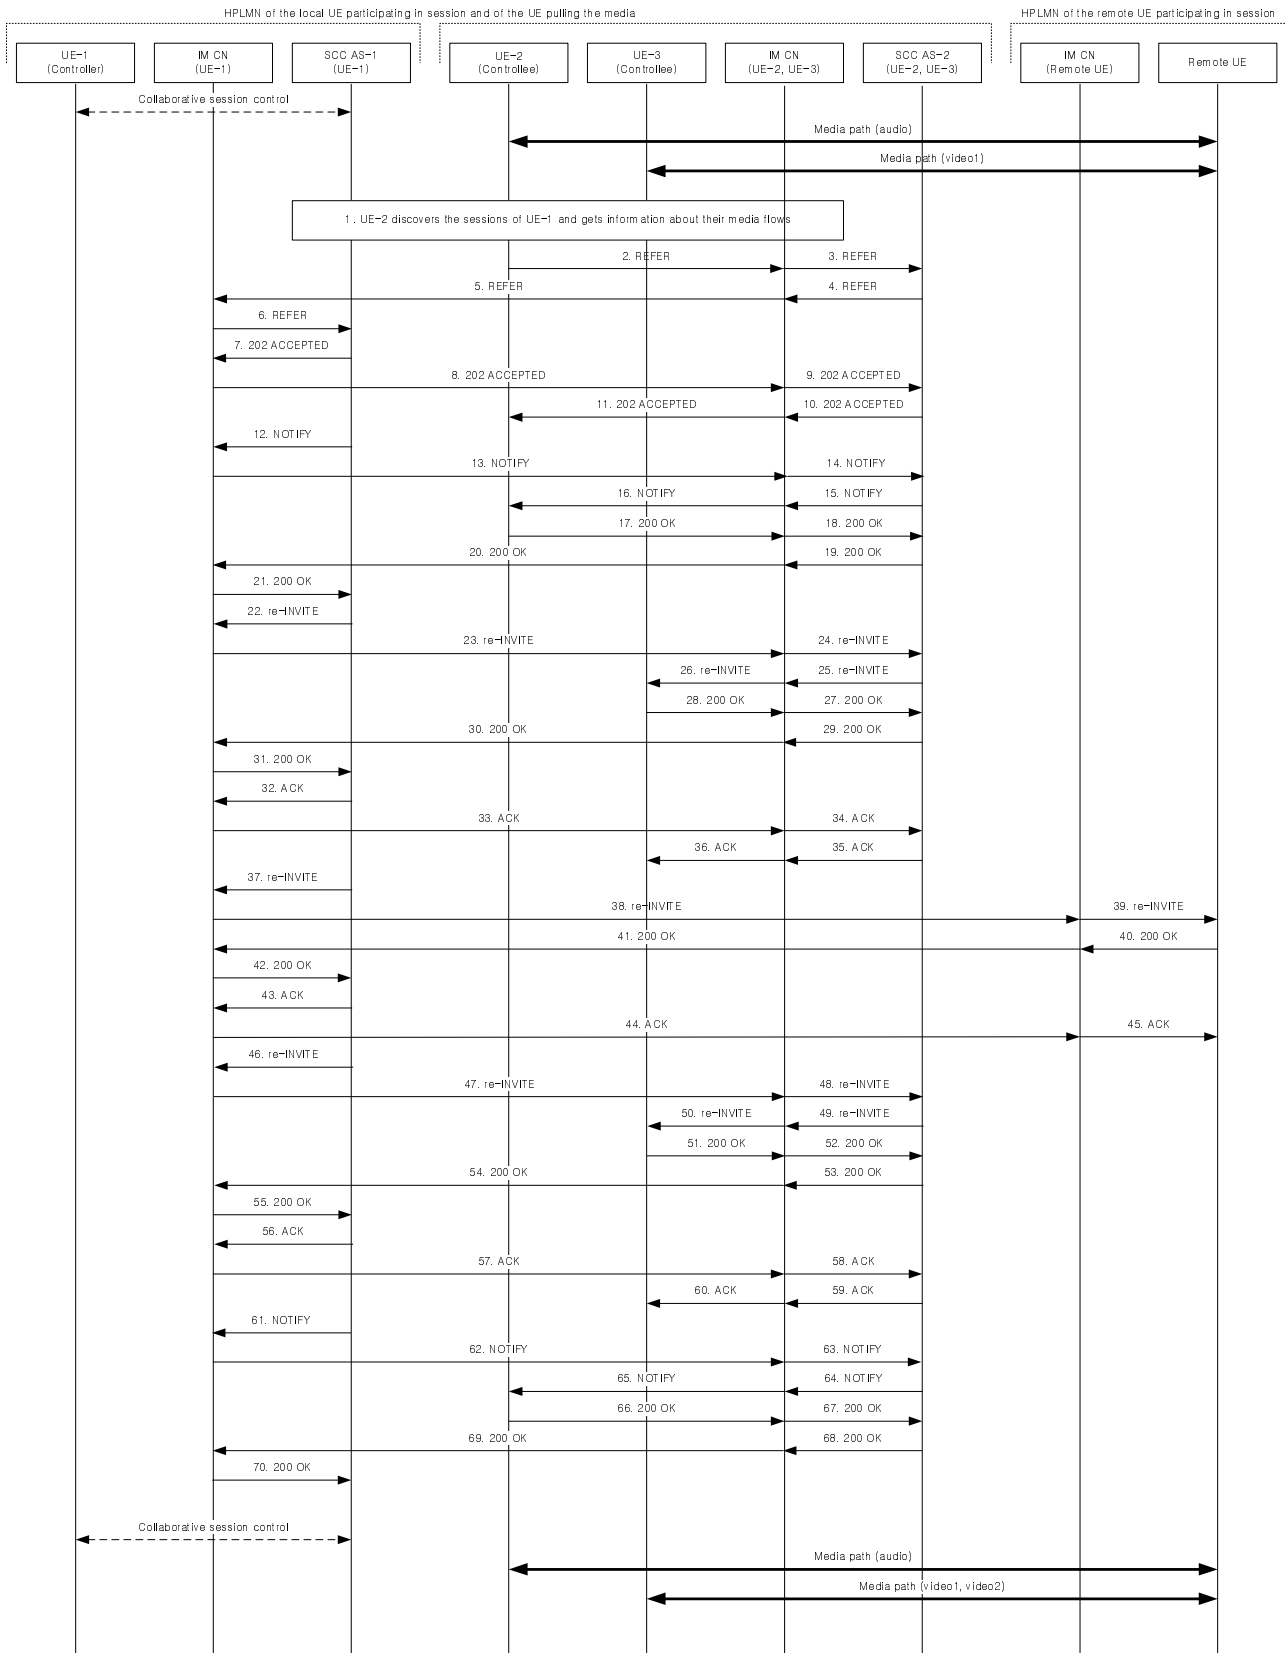 HPLMN of the local UE participating in session and of the UE pulling the media
HPLMN of the remote UE participating in session
UE-1
(Controller)
IM CN
(UE-1)
SCC AS-1
(UE-1)
UE-2
(Controllee)
UE-3
(Controllee)
IM CN
(UE-2, UE-3)
SCC AS-2
(UE-2, UE-3)
IM CN
(Remote UE)
Remote UE
Collaborative session control
Media path (audio)
Media path (video1)
1. UE-2 discovers the sessions of UE-1 and gets information about their media flows
2. REFER
3. REFER
5. REFER
4. REFER
6. REFER
7. 202 ACCEPTED
8. 202 ACCEPTED
9. 202 ACCEPTED
11. 202 ACCEPTED
10. 202 ACCEPTED
12. NOTIFY
13. NOTIFY
14. NOTIFY
16. NOTIFY
15. NOTIFY
17. 200 OK
18. 200 OK
20. 200 OK
19. 200 OK
21. 200 OK
22. re-INVITE
23. re-INVITE
24. re-INVITE
26. re-INVITE
25. re-INVITE
28. 200 OK
27. 200 OK
30. 200 OK
29. 200 OK
31. 200 OK
32. ACK
33. ACK
34. ACK
36. ACK
35. ACK
37. re-INVITE
38. re-INVITE
39. re-INVITE
41. 200 OK
40. 200 OK
42. 200 OK
43. ACK
44. ACK
45. ACK
46. re-INVITE
47. re-INVITE
48. re-INVITE
50. re-INVITE
49. re-INVITE
51. 200 OK
52. 200 OK
54. 200 OK
53. 200 OK
55. 200 OK
56. ACK
57. ACK
58. ACK
60. ACK
59. ACK
61. NOTIFY
62. NOTIFY
63. NOTIFY
65. NOTIFY
64. NOTIFY
66. 200 OK
67. 200 OK
69. 200 OK
68. 200 OK
70. 200 OK
Collaborative session control
Media path (audio)
Media path (video1, video2)